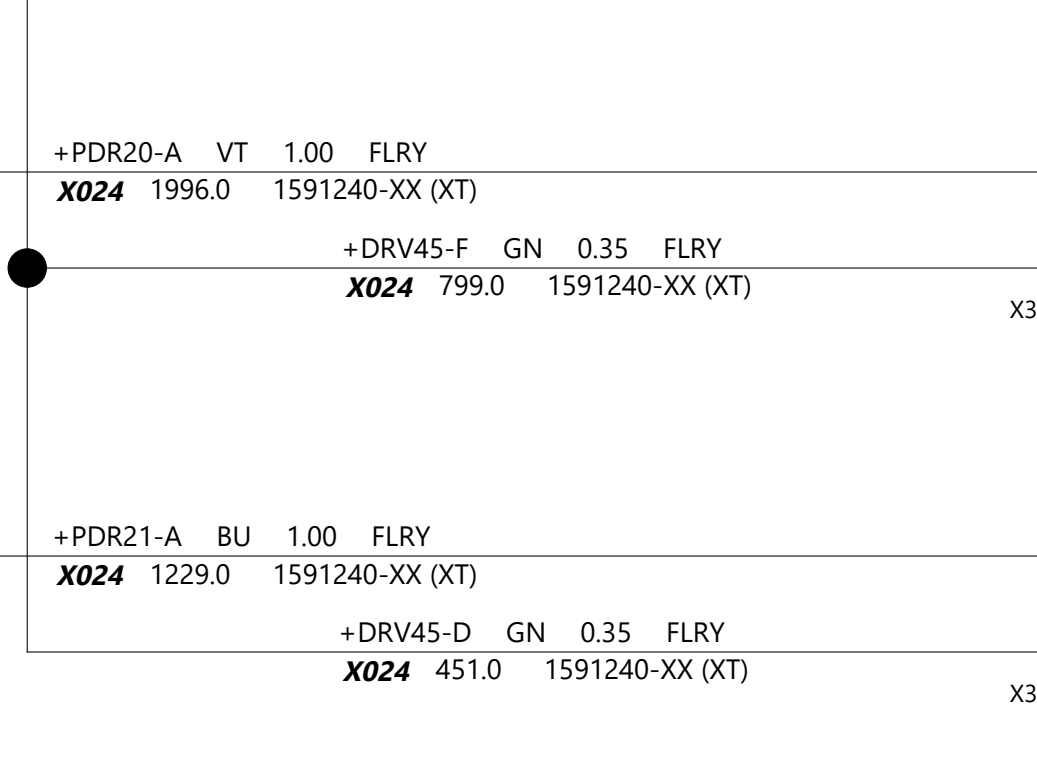 +PDR20-A VT 1.00 FLRY
X024 1996.0 1591240-XX (XT)
+DRV45-F GN 0.35 FLRY
X024 799.0 1591240-XX (XT)
X3
+PDR21-A BU 1.00 FLRY
X024 1229.0 1591240-XX (XT)
+DRV45-D GN 0.35 FLRY
X024 451.0 1591240-XX (XT)
X3